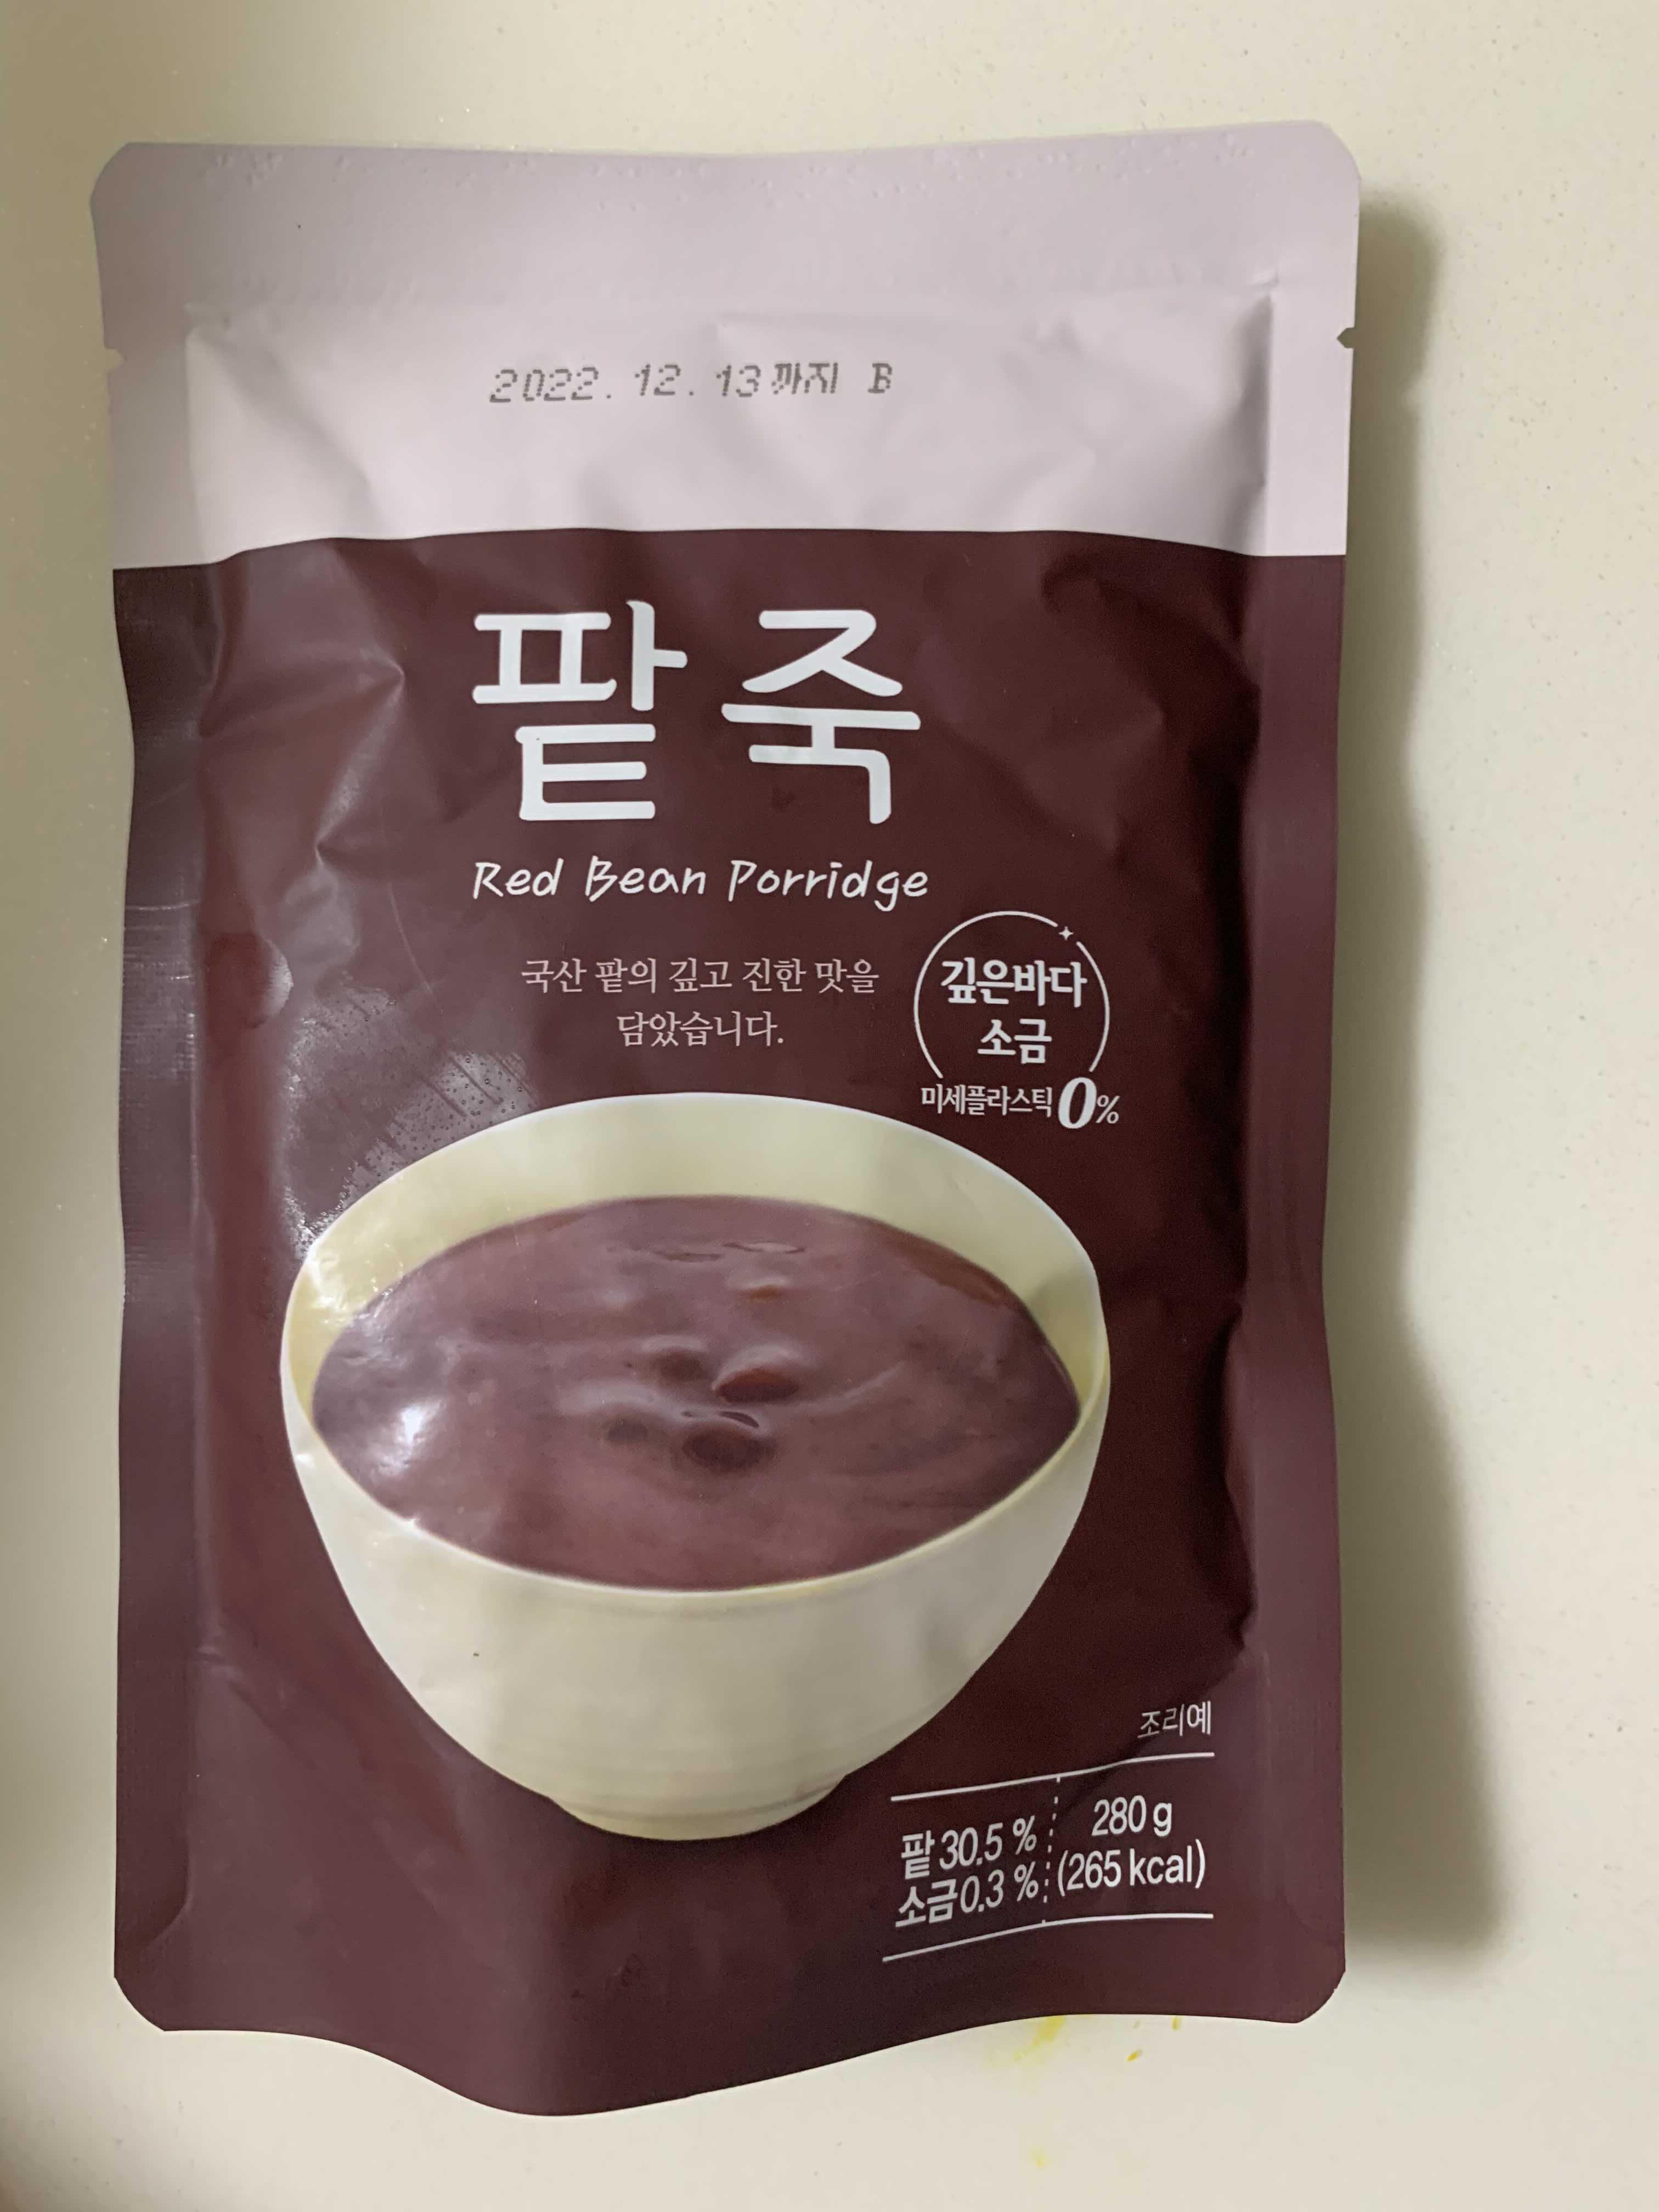 2022. 12. 13까지 B
팥죽
Red Bean Porridge
국산 팥의 깊고 진한 맛을
담았습니다.
깊은바다
소금
미세플라스틱 0%
조리예
팥 30.5 %
소금 0.3 %
280 g
(265 kcal)